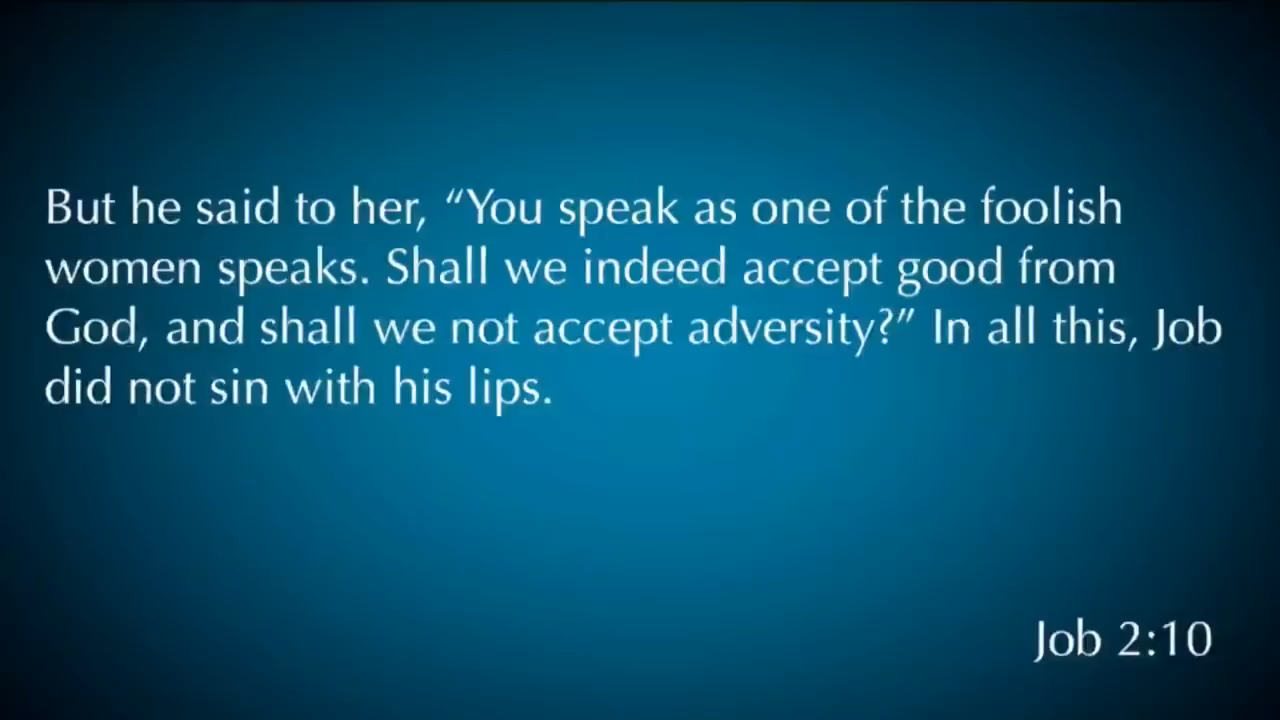 But he said to her, “You speak as one of the foolish
women speaks. Shall we indeed accept good from
God, and shall we not accept adversity?” In all this, Job
did not sin with his lips.
Job 2:10